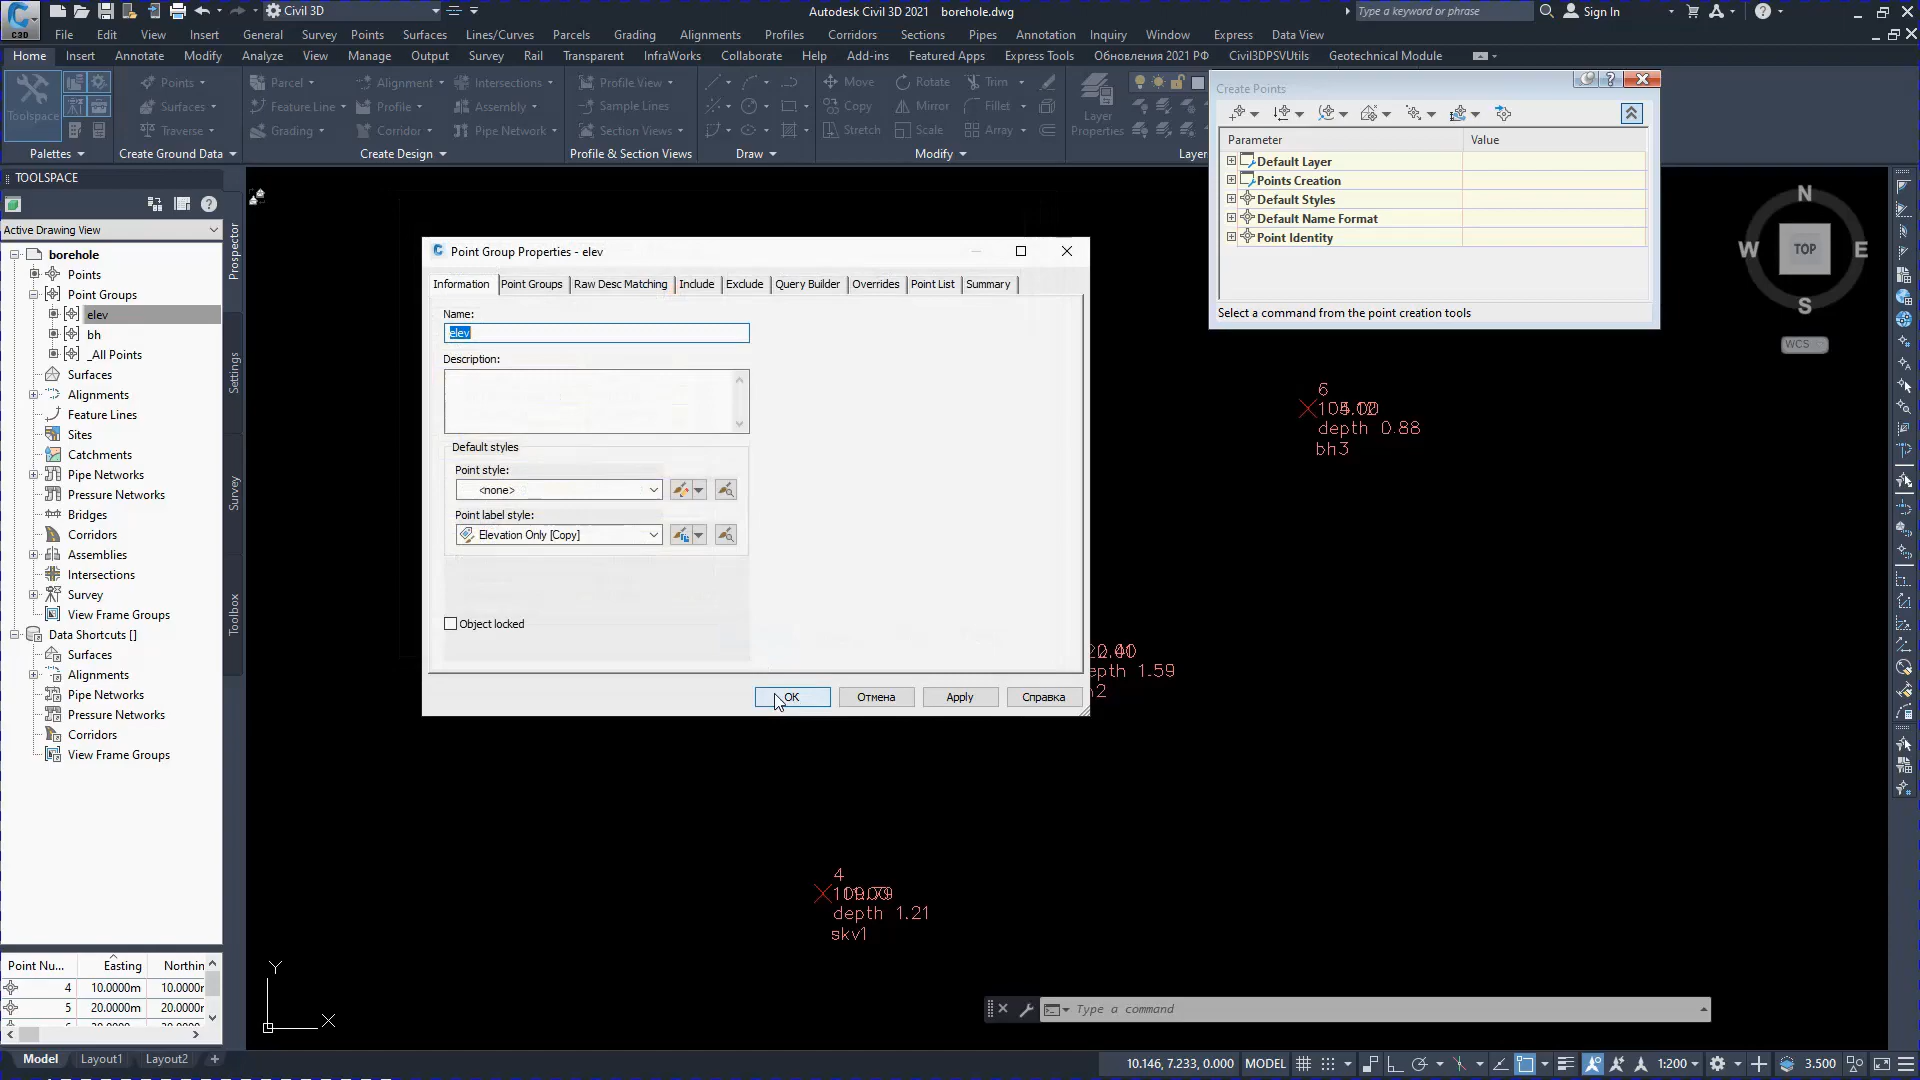 Civil 3D
Autodesk Civil 3D 2021 borehole.dwg
Type a keyword or phrase
Sign In
C3D
File Edit View Insert General Survey Points Surfaces Lines/Curves Parcels Grading Alignments Profiles Corridors Sections Pipes Annotation Inquiry Window Express Data View
Home Insert Annotate Modify Analyze View Manage Output Survey Rail Transparent InfraWorks Collaborate Help Add-ins Featured Apps Express Tools Обновления 2021 РФ Civil3DPSVUtils Geotechnical Module
Points Parcel Alignment Intersections Profile View Move Rotate Trim
Toolspace Surfaces Feature Line Profile Assembly Sample Lines Copy Mirror Fillet
Traverse Grading Corridor Pipe Network Section Views Stretch Scale Array
Layer
Properties
Palettes Create Ground Data Create Design Profile & Section Views Draw Modify Layer
Create Points
Parameter Value
Default Layer
Points Creation
Default Styles
Default Name Format
Point Identity
Select a command from the point creation tools
TOOLSPACE
Active Drawing View
borehole
Points
Point Groups
elev
bh
_All Points
Surfaces
Alignments
Feature Lines
Sites
Catchments
Pipe Networks
Pressure Networks
Bridges
Corridors
Assemblies
Intersections
Survey
View Frame Groups
Data Shortcuts []
Surfaces
Alignments
Pipe Networks
Pressure Networks
Corridors
View Frame Groups
Prospector
Settings
Survey
Toolbox
Point Nu... Easting Northin
4 10.0000m 10.0000r
5 20.0000m 20.0000r
Point Group Properties - elev
Information Point Groups Raw Desc Matching Include Exclude Query Builder Overrides Point List Summary
Name:
elev
Description:
Default styles
Point style:
<none>
Point label style:
Elevation Only [Copy]
Object locked
OK Отмена Apply Справка
N
W TOP E
S
WCS
6
depth 0.88
bh3
epth 1.59
4
depth 1.21
skv1
Y
X
Type a command
Model Layout1 Layout2 +
10.146, 7.233, 0.000 MODEL 1:200 3.500